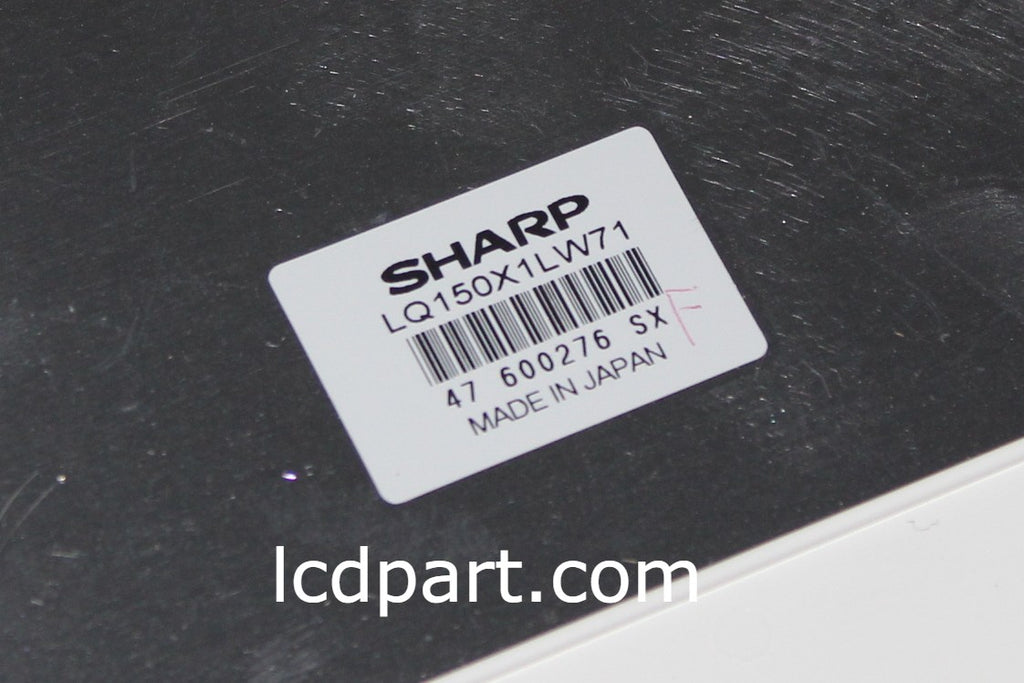 SHARP
LQ150X1LW71
47 600276 SX
F
MADE IN JAPAN
lcdpart.com